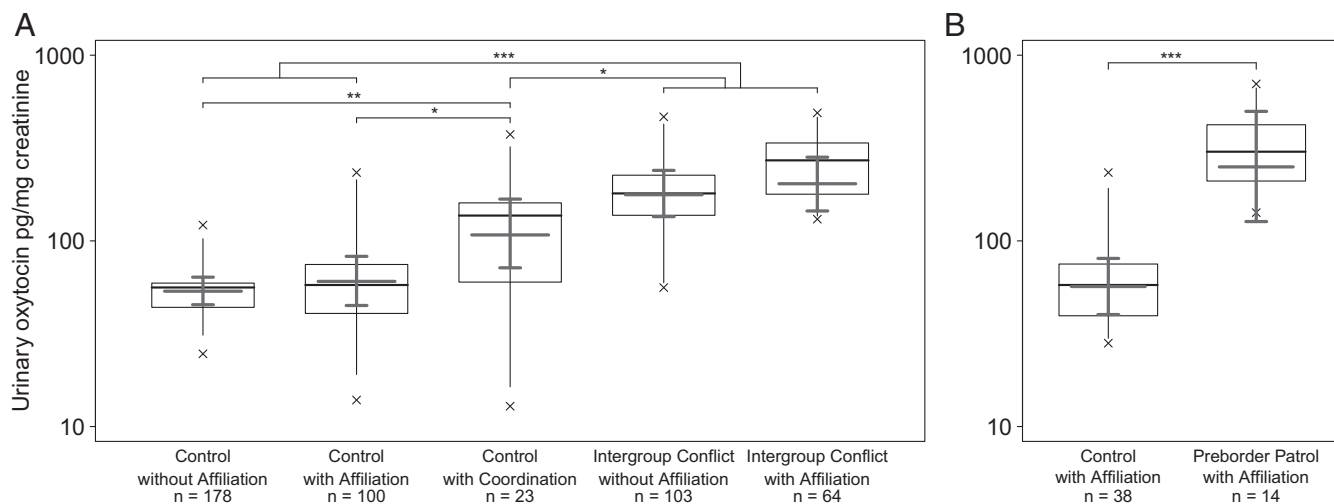 A
B
Urinary oxytocin pg/mg creatinine
1000
100
10
***
*
**
*
Control
without Affiliation
n = 178
Control
with Affiliation
n = 100
Control
with Coordination
n = 23
Intergroup Conflict
without Affiliation
n = 103
Intergroup Conflict
with Affiliation
n = 64
1000
100
10
***
Control
with Affiliation
n = 38
Preborder Patrol
with Affiliation
n = 14